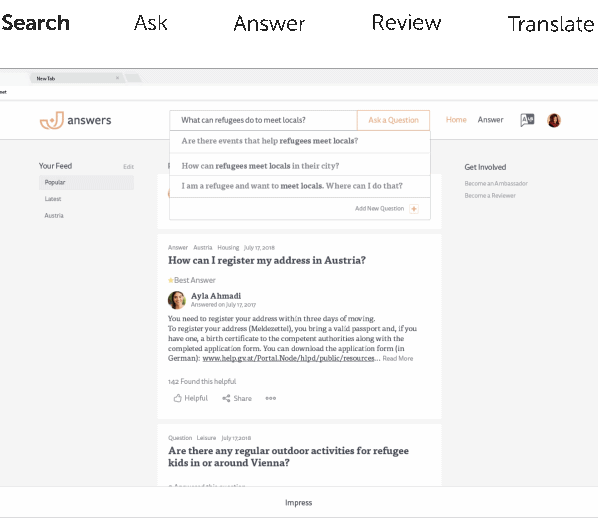 Search Ask Answer Review Translate
New Tab ×
net
answers
What can refugees do to meet locals? Ask a Question Home Answer
Are there events that help refugees meet locals?
How can refugees meet locals in their city?
I am a refugee and want to meet locals. Where can I do that?
Add New Question +
Your Feed Edit
Popular
Latest
Austria
Get Involved
Become an Ambassador
Become a Reviewer
Answer Austria Housing July 17, 2018
How can I register my address in Austria?
Best Answer
Ayla Ahmadi
Answered on July 17, 2017
You need to register your address within three days of moving.
To register your address (Meldezettel), you bring a valid passport and, if you
have one, a birth certificate to the competent authorities along with the
completed application form. You can download the application form (in
German): www.help.gv.at/Portal.Node/hlpd/public/resources... Read More
142 Found this helpful
Helpful Share
Question Leisure July 17,2018
Are there any regular outdoor activities for refugee
kids in or around Vienna?
Answered this question
Impress